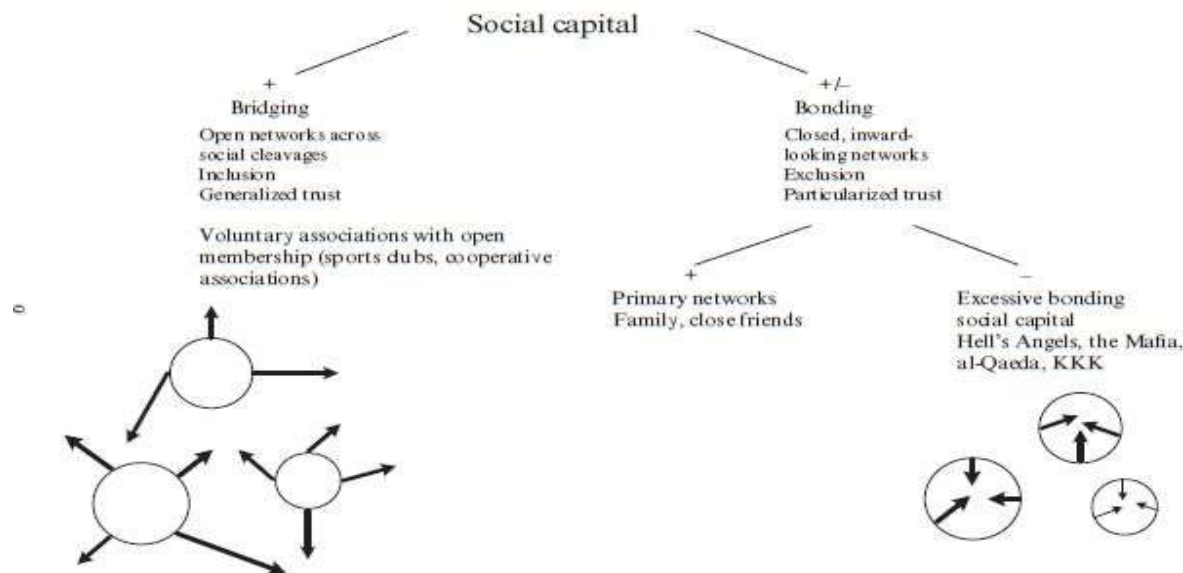 Social capital
+
Bridging
Open networks across
social cleavages
Inclusion
Generalized trust
Voluntary associations with open
membership (sports clubs, cooperative
associations)
+/–
Bonding
Closed, inward-
looking networks
Exclusion
Particularized trust
+
Primary networks
Family, close friends
–
Excessive bonding
social capital
Hell's Angels, the Mafia,
al-Qaeda, KKK
0